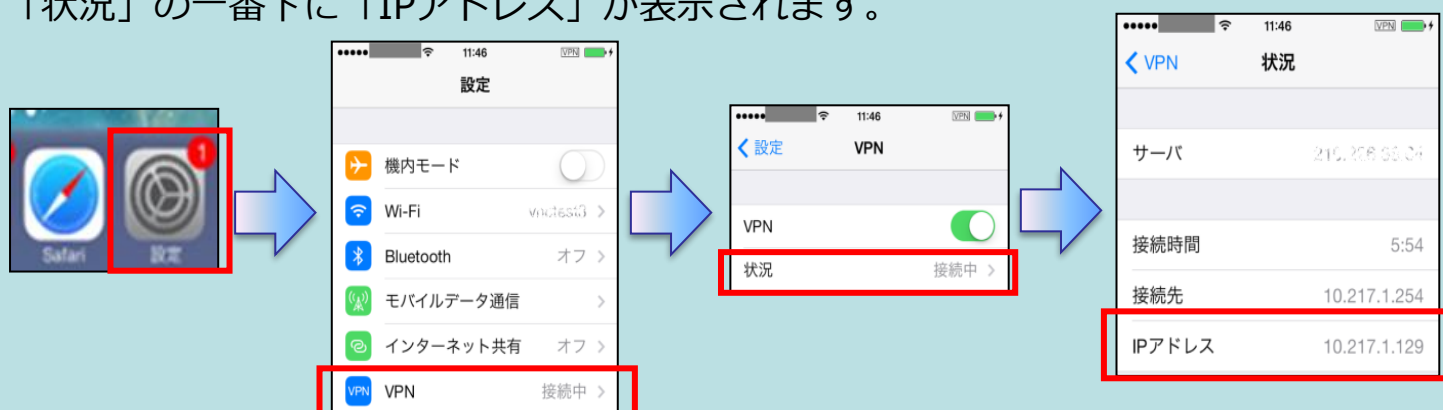 「状況」の一番下に「IPアドレス」が表示されます。
1
Safari
設定
11:46
VPN
設定
機内モード
Wi-Fi
Bluetooth
オフ
モバイルデータ通信
インターネット共有
オフ
VPN
VPN
接続中
11:46
VPN
設定
VPN
VPN
状況
接続中
11:46
VPN
VPN
状況
サーバ
接続時間
5:54
接続先
10.217.1.254
IPアドレス
10.217.1.129